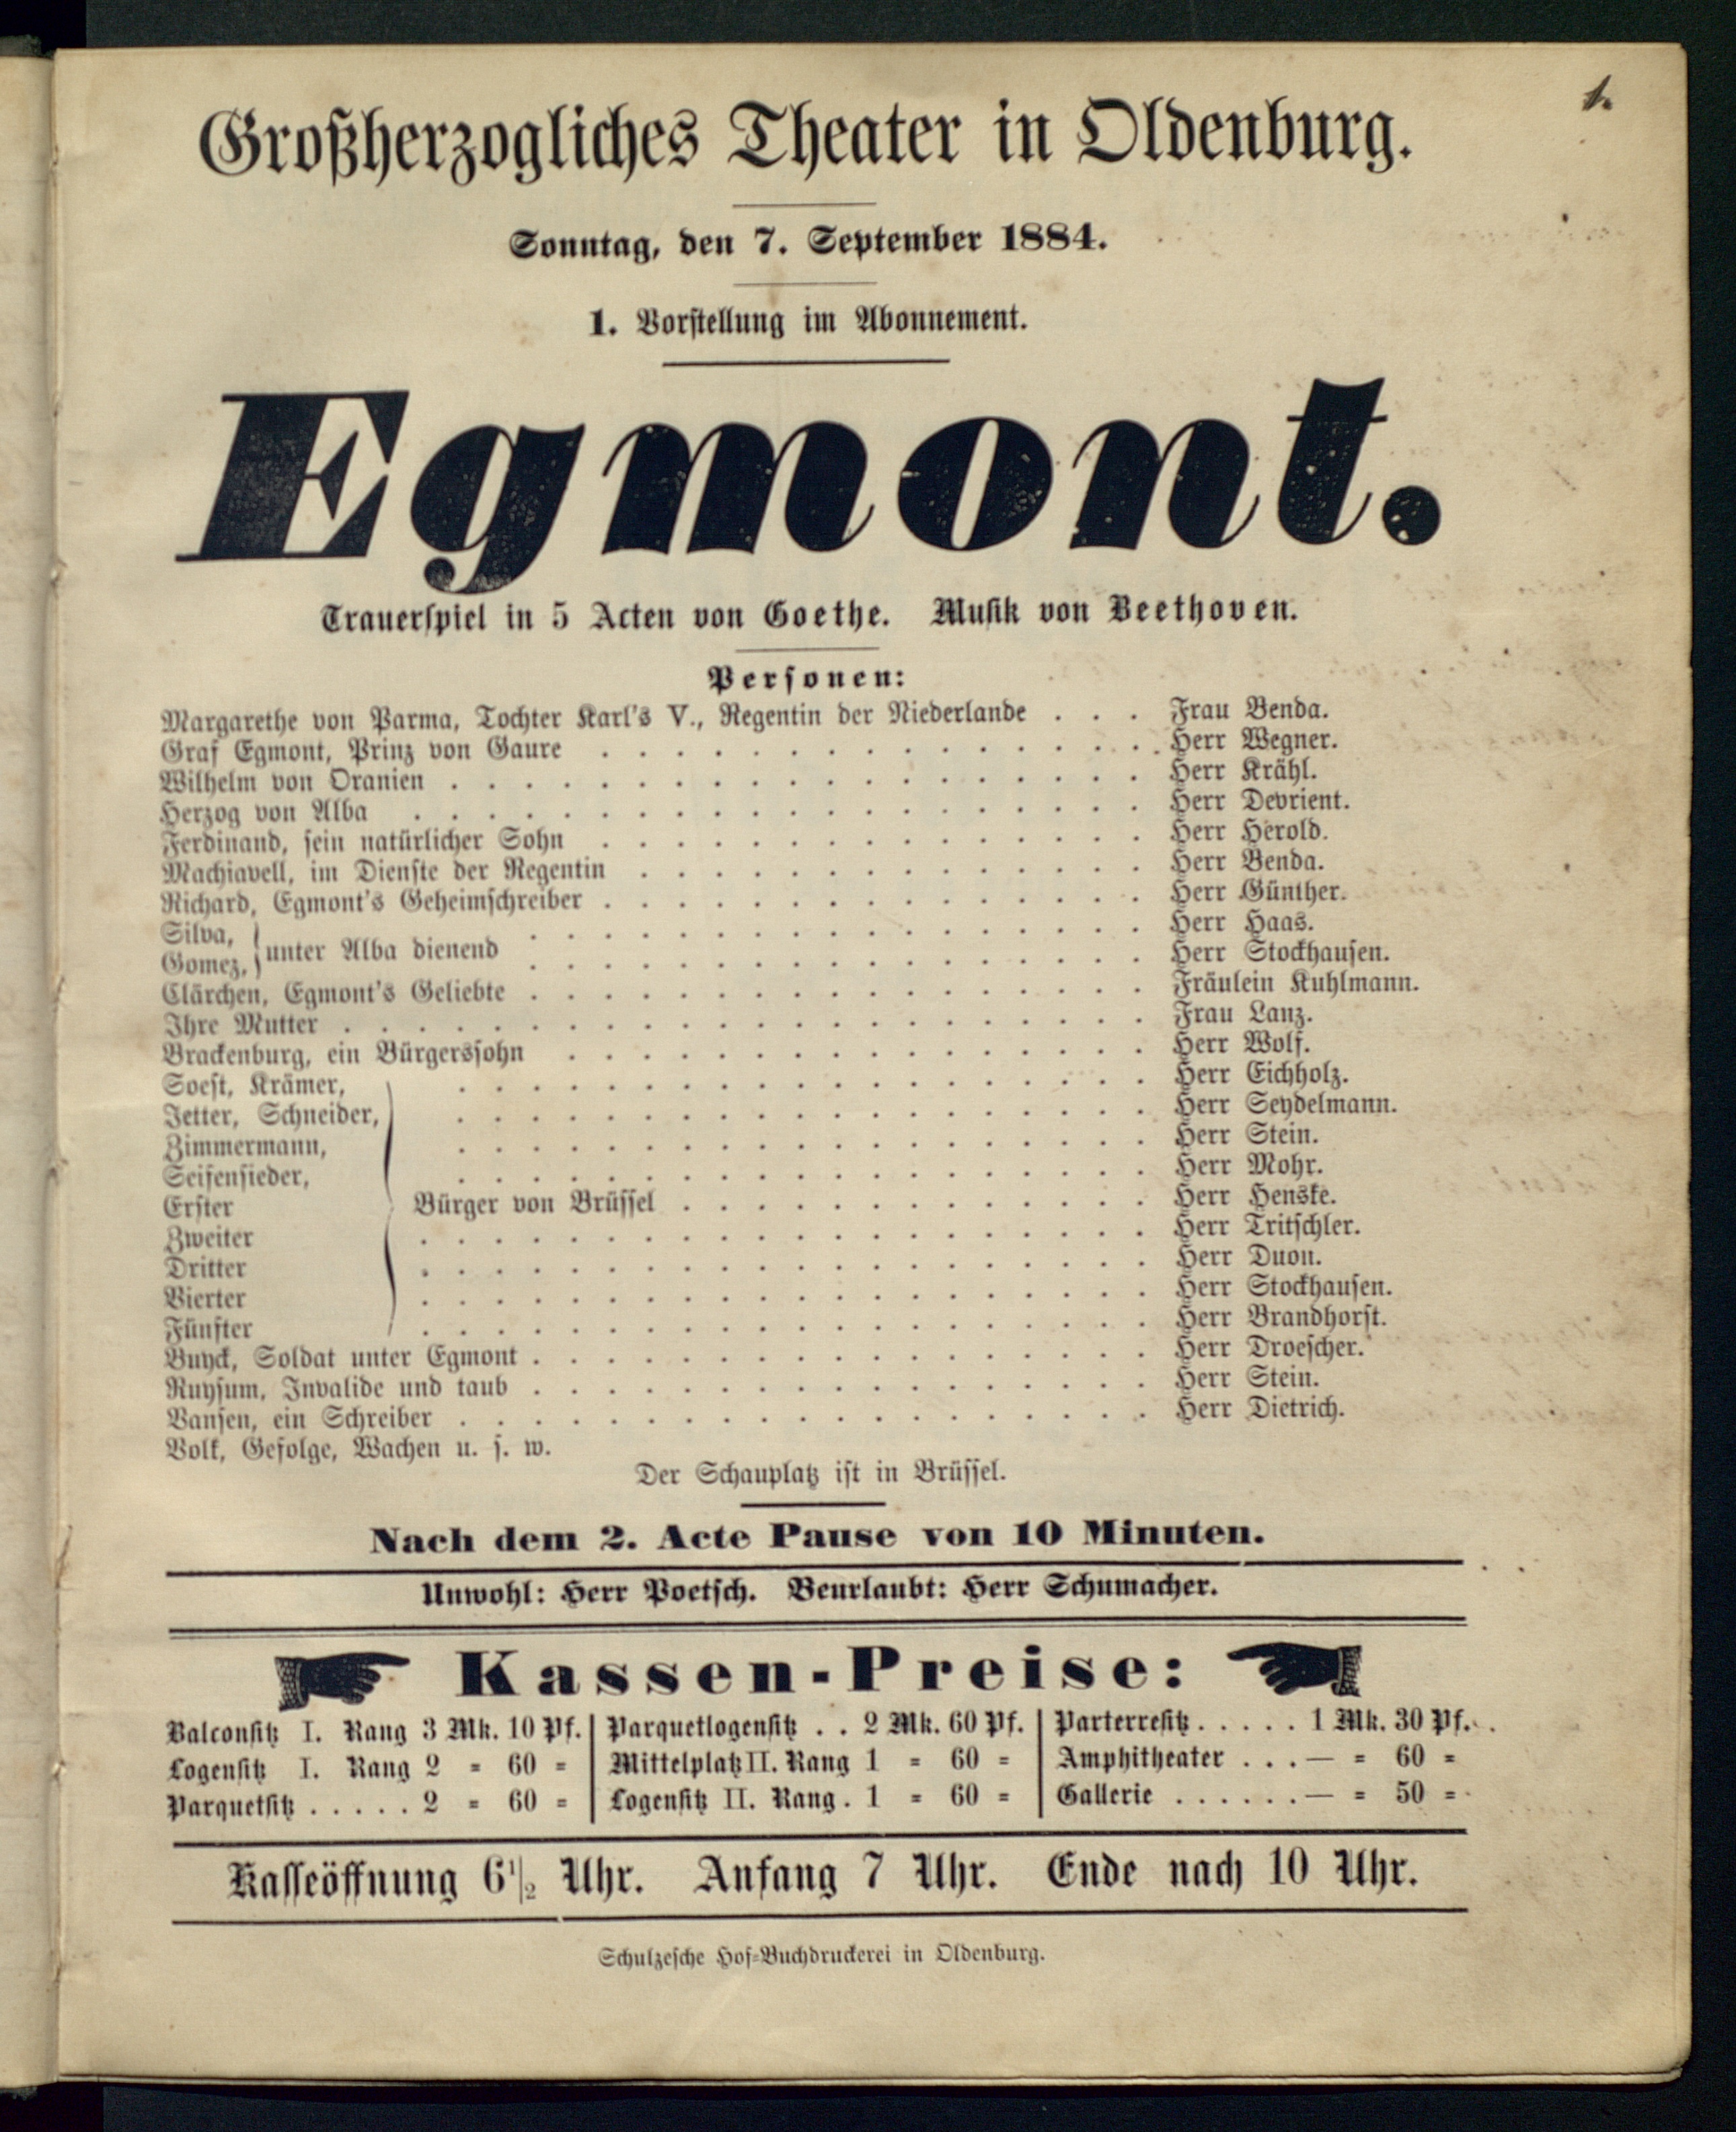 1.
Großherzogliches Theater in Oldenburg.
Sonntag, den 7. September 1884.
1. Vorstellung im Abonnement.
Egmont.
Trauerspiel in 5 Acten von Goethe. Musik von Beethoven.
Personen:
Margarethe von Parma, Tochter Karl's V., Regentin der Niederlande . . . Frau Benda.
Graf Egmont, Prinz von Gaure . . . Herr Wegner.
Wilhelm von Oranien . . . Herr Krähl.
Herzog von Alba . . . Herr Devrient.
Ferdinand, sein natürlicher Sohn . . . Herr Herold.
Machiavell, im Dienste der Regentin . . . Herr Benda.
Richard, Egmont's Geheimschreiber . . . Herr Günther.
Silva, . . . Herr Haas.
unter Alba dienend
Gomez, . . . Herr Stockhausen.
Clärchen, Egmont's Geliebte . . . Fräulein Kuhlmann.
Ihre Mutter . . . Frau Lanz.
Brackenburg, ein Bürgerssohn . . . Herr Wolf.
Soest, Krämer, . . . Herr Eichholz.
Jetter, Schneider, . . . Herr Seydelmann.
Zimmermann, . . . Herr Stein.
Seifensieder, . . . Herr Mohr.
Erster Bürger von Brüssel . . . Herr Henske.
Zweiter . . . Herr Tritschler.
Dritter . . . Herr Duon.
Vierter . . . Herr Stockhausen.
Fünfter . . . Herr Brandhorst.
Buyck, Soldat unter Egmont . . . Herr Droescher.
Ruysum, Invalide und taub . . . Herr Stein.
Vansen, ein Schreiber . . . Herr Dietrich.
Volk, Gefolge, Wachen u. s. w.
Der Schauplatz ist in Brüssel.
Nach dem 2. Acte Pause von 10 Minuten.
Unwohl: Herr Poetsch. Beurlaubt: Herr Schumacher.
Kassen-Preise:
Balconsitz I. Rang 3 Mk. 10 Pf. | Parquetlogensitz . . 2 Mk. 60 Pf. | Parterresitz . . . . . 1 Mk. 30 Pf.
Logensitz I. Rang 2 = 60 = | Mittelplatz II. Rang 1 = 60 = | Amphitheater . . . — = 60 =
Parquetsitz . . . . . 2 = 60 = | Logensitz II. Rang . 1 = 60 = | Gallerie . . . . . . — = 50 =
Kasseöffnung 6½ Uhr. Anfang 7 Uhr. Ende nach 10 Uhr.
Schulzesche Hof=Buchdruckerei in Oldenburg.